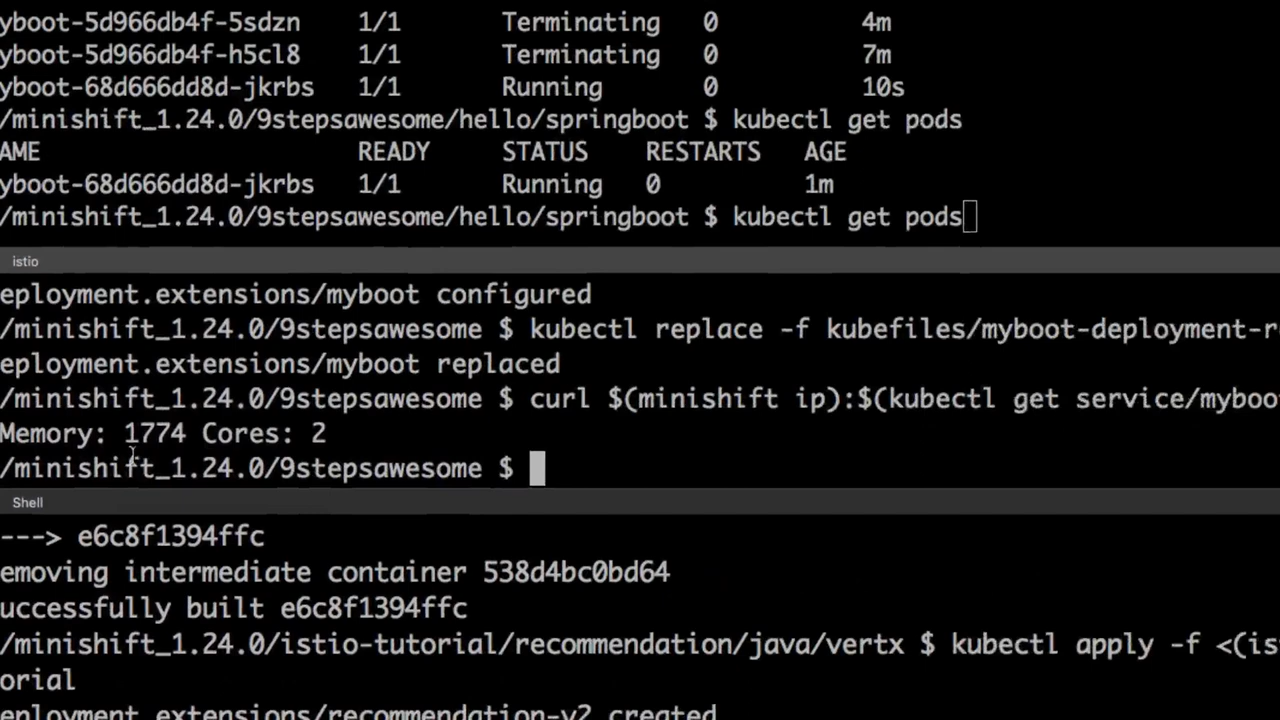 yboot-5d966db4f-5sdzn 1/1 Terminating 0 4m
yboot-5d966db4f-h5cl8 1/1 Terminating 0 7m
yboot-68d666dd8d-jkrbs 1/1 Running 0 10s
/minishift_1.24.0/9stepsawesome/hello/springboot $ kubectl get pods
AME READY STATUS RESTARTS AGE
yboot-68d666dd8d-jkrbs 1/1 Running 0 1m
/minishift_1.24.0/9stepsawesome/hello/springboot $ kubectl get pods
istio
eployment.extensions/myboot configured
/minishift_1.24.0/9stepsawesome $ kubectl replace -f kubefiles/myboot-deployment-r
eployment.extensions/myboot replaced
/minishift_1.24.0/9stepsawesome $ curl $(minishift ip):$(kubectl get service/myboo
Memory: 1774 Cores: 2
/minishift_1.24.0/9stepsawesome $
Shell
---> e6c8f1394ffc
emoving intermediate container 538d4bc0bd64
uccessfully built e6c8f1394ffc
/minishift_1.24.0/istio-tutorial/recommendation/java/vertx $ kubectl apply -f <(is
orial
eployment.extensions/recommendation-v2 created